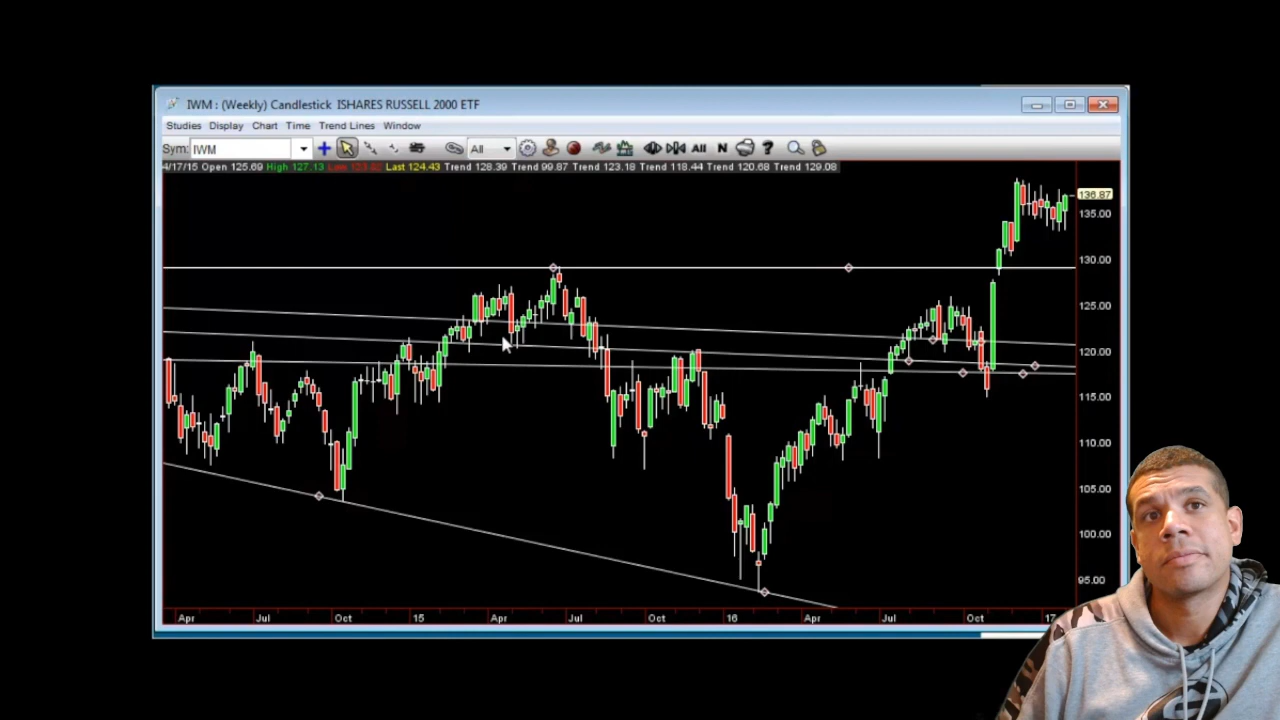 IWM : (Weekly) Candlestick ISHARES RUSSELL 2000 ETF
Studies Display Chart Time Trend Lines Window
Sym: IWM All All N ?
4/17/15 Open 125.69 High 127.13 Last 124.43 Trend 128.39 Trend 99.87 Trend 123.18 Trend 118.44 Trend 120.68 Trend 129.08
136.87
135.00
130.00
125.00
120.00
115.00
110.00
105.00
100.00
95.00
Apr Jul Oct 15 Apr Jul Oct 16 Apr Jul Oct 17